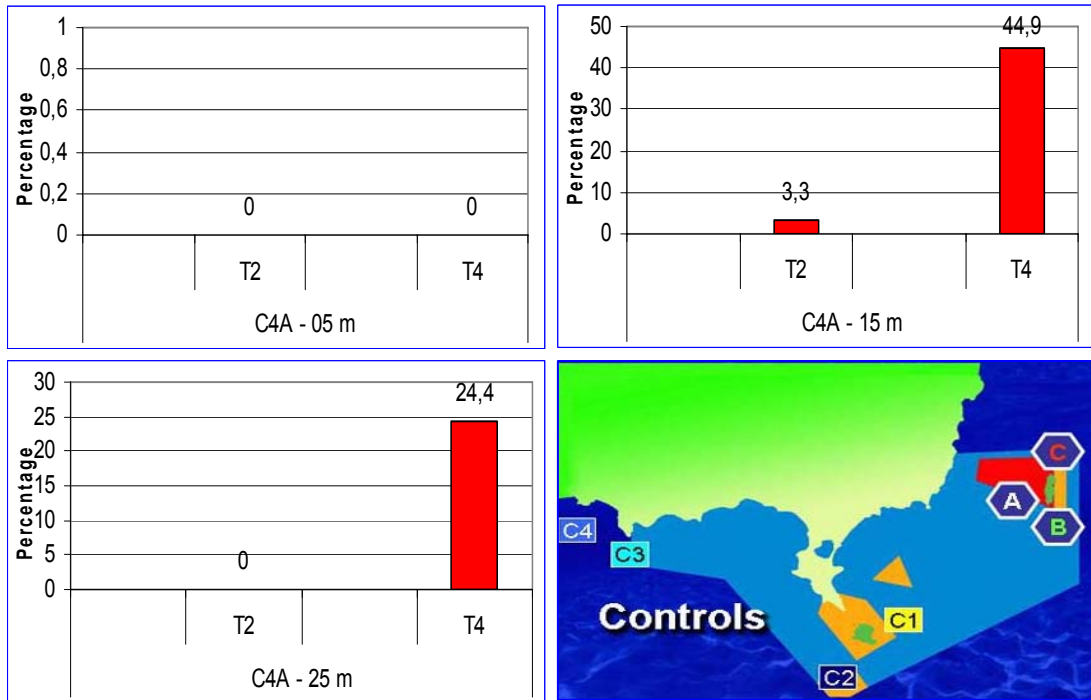 Percentage
1
0,8
0,6
0,4
0,2
0
0
0
T2
T4
C4A - 05 m
Percentage
50
40
30
20
10
0
3,3
44,9
T2
T4
C4A - 15 m
Percentage
30
25
20
15
10
5
0
0
24,4
T2
T4
C4A - 25 m
C
A
B
C4
C3
Controls
C1
C2